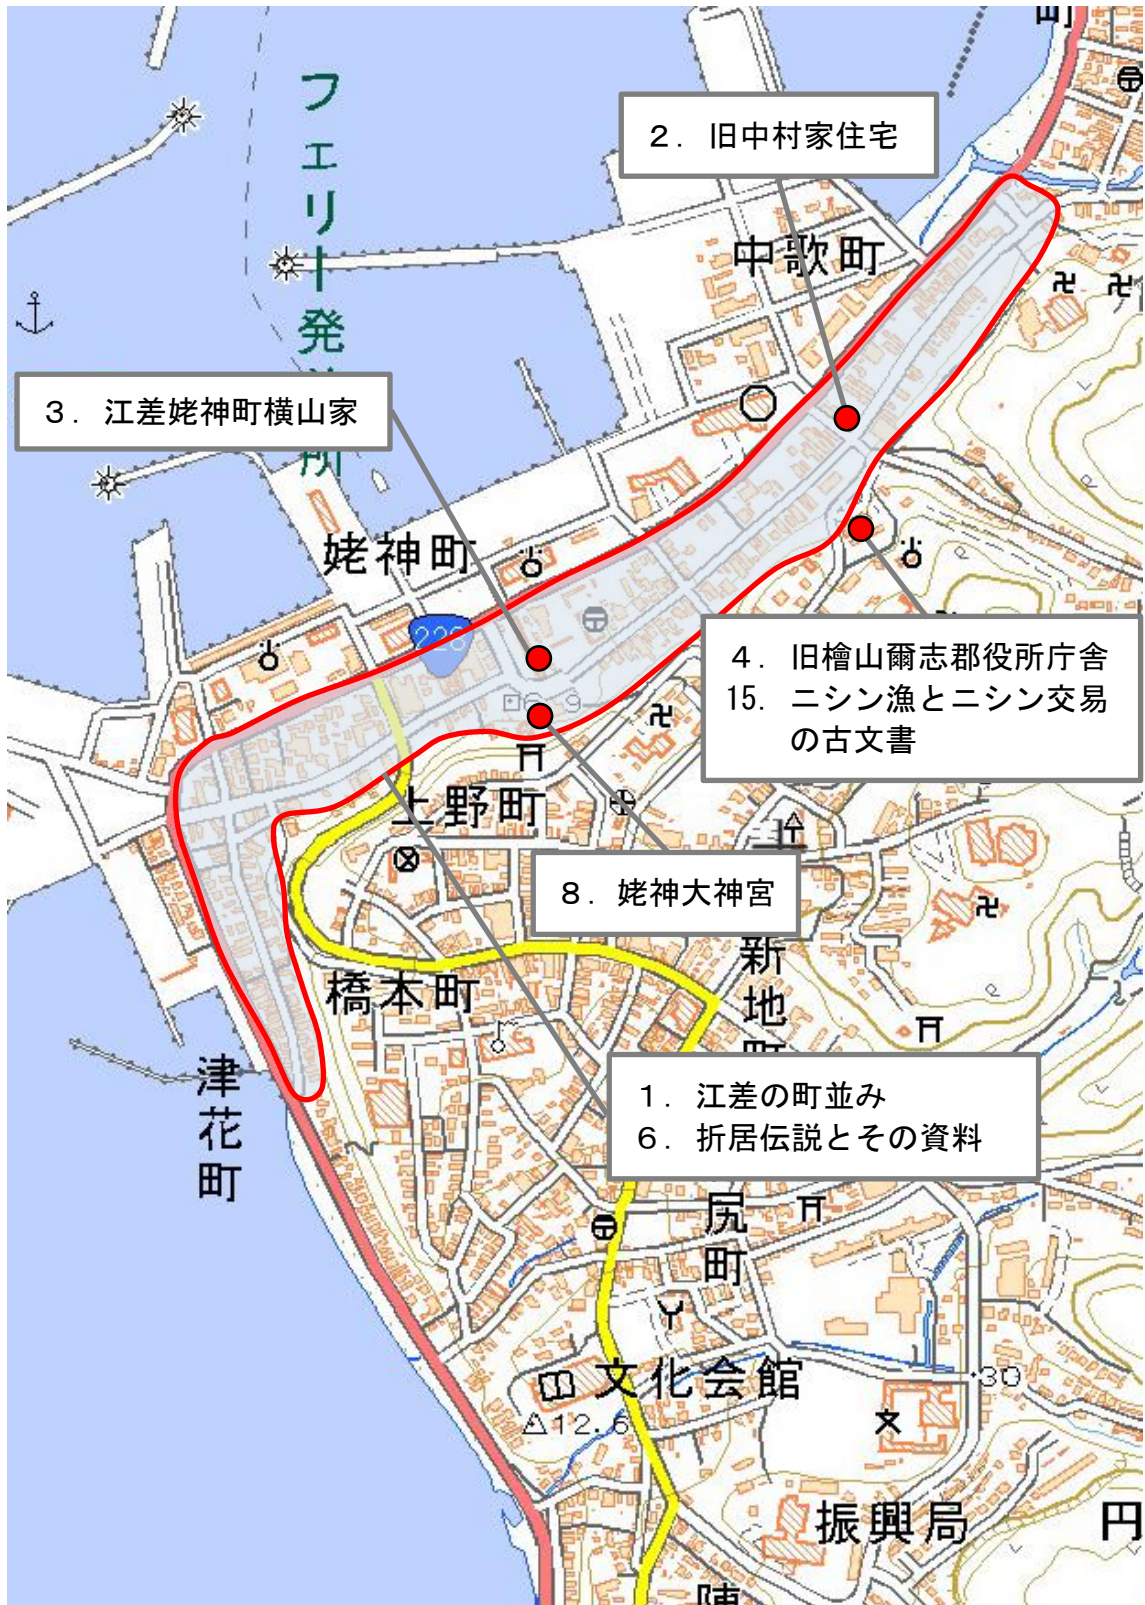 町
フェリー発
所
2. 旧中村家住宅
中歌町
3. 江差姥神町横山家
姥神町
4. 旧檜山爾志郡役所庁舎
15. ニシン漁とニシン交易
の古文書
上野町
8. 姥神大神宮
新地町
橋本町
津花町
1. 江差の町並み
6. 折居伝説とその資料
尻町
文化会館
12.6
30
振興局
円
陣